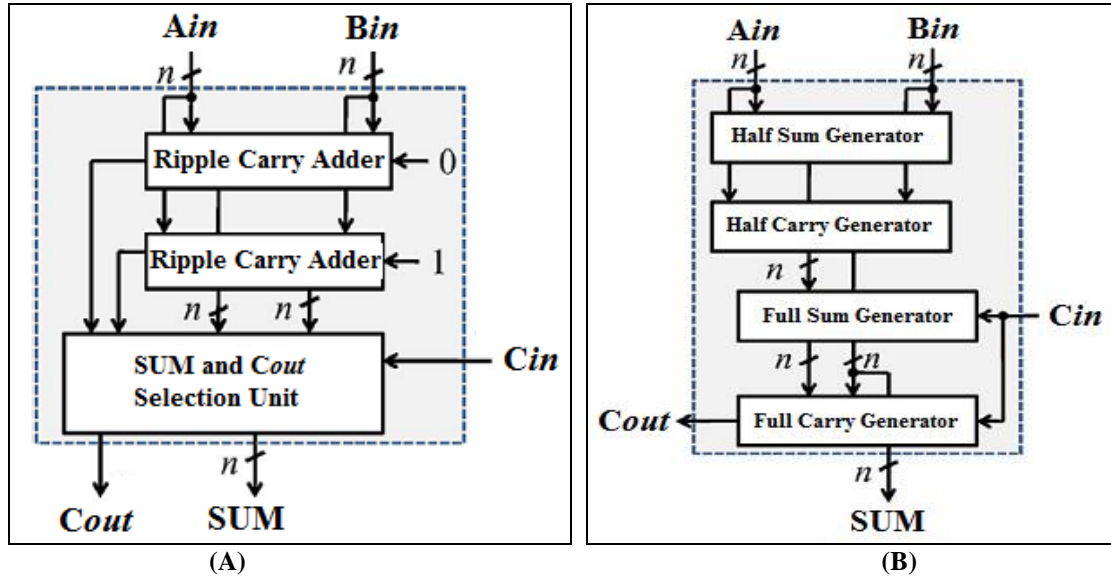 Ain
Bin
n
n
Ripple Carry Adder
0
Ripple Carry Adder
1
n
n
SUM and Cout
Selection Unit
Cin
n
Cout
SUM
(A)
Ain
Bin
n
n
Half Sum Generator
Half Carry Generator
n
Full Sum Generator
Cin
n
n
Cout
Full Carry Generator
n
SUM
(B)